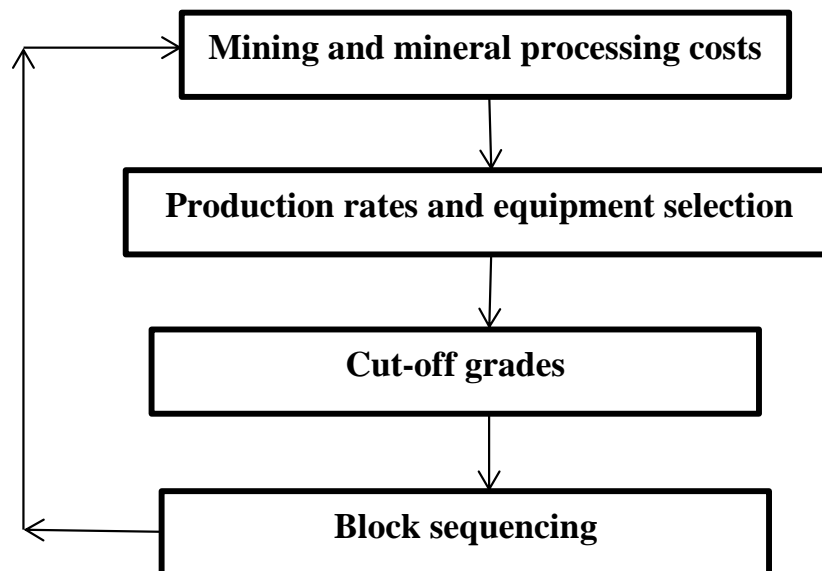 Mining and mineral processing costs
Production rates and equipment selection
Cut-off grades
Block sequencing